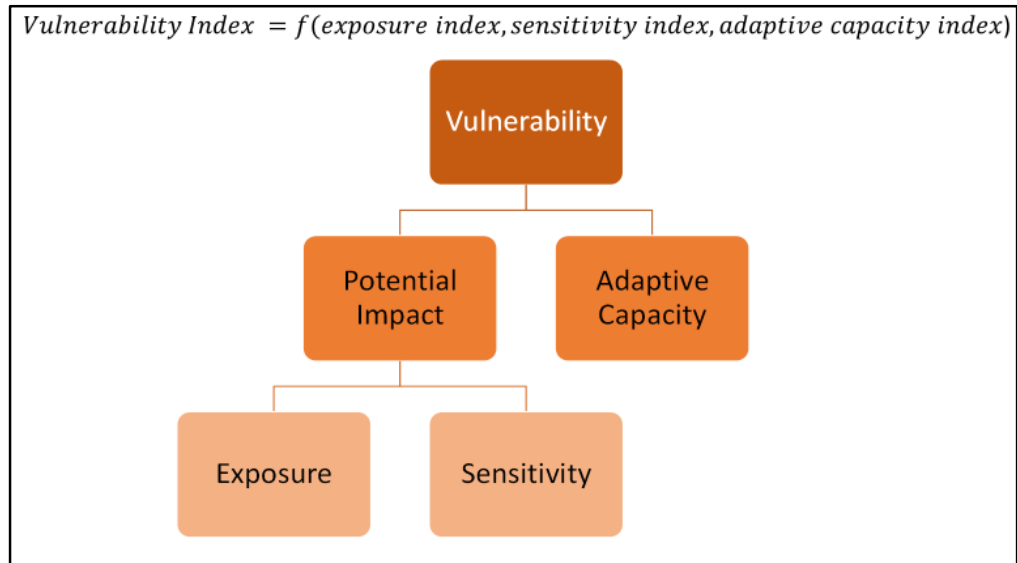 Vulnerability Index = f(exposure index, sensitivity index, adaptive capacity index)
Vulnerability
Potential
Impact
Adaptive
Capacity
Exposure
Sensitivity